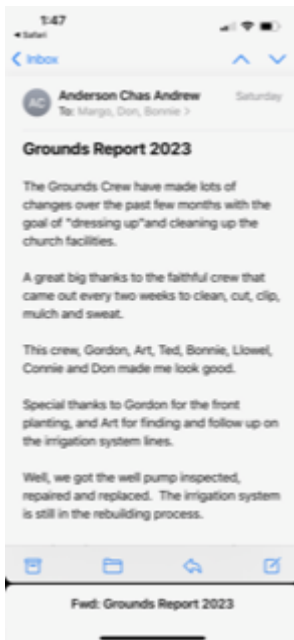 1:47
Safari
Inbox
AC
Anderson Chas Andrew
Saturday
To: Margo, Don, Bonnie >
Grounds Report 2023
The Grounds Crew have made lots of
changes over the past few months with the
goal of "dressing up"and cleaning up the
church facilities.
A great big thanks to the faithful crew that
came out every two weeks to clean, cut, clip,
mulch and sweat.
This crew, Gordon, Art, Ted, Bonnie, Llowel,
Connie and Don made me look good.
Special thanks to Gordon for the front
planting, and Art for finding and follow up on
the irrigation system lines.
Well, we got the well pump inspected,
repaired and replaced. The irrigation system
is still in the rebuilding process.
Fwd: Grounds Report 2023